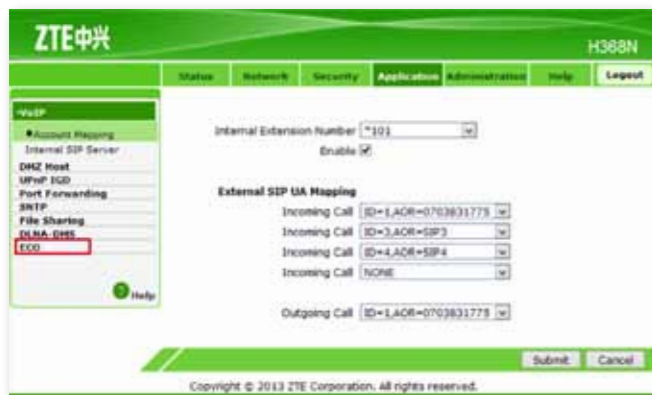 ZTE中兴
H368N
Status Network Security Application Administration Help Logout
-VoIP
Account Mapping
Internal SIP Server
DMZ Host
UPnP IGD
Port Forwarding
SNTP
File Sharing
DLNA-DMS
ECO
Help
Internal Extension Number *101
Enable
External SIP UA Mapping
Incoming Call ID=1,AOR=0703831775
Incoming Call ID=3,AOR=SIP3
Incoming Call ID=4,AOR=SIP4
Incoming Call NONE
Outgoing Call ID=1,AOR=0703831775
Submit Cancel
Copyright © 2013 ZTE Corporation. All rights reserved.